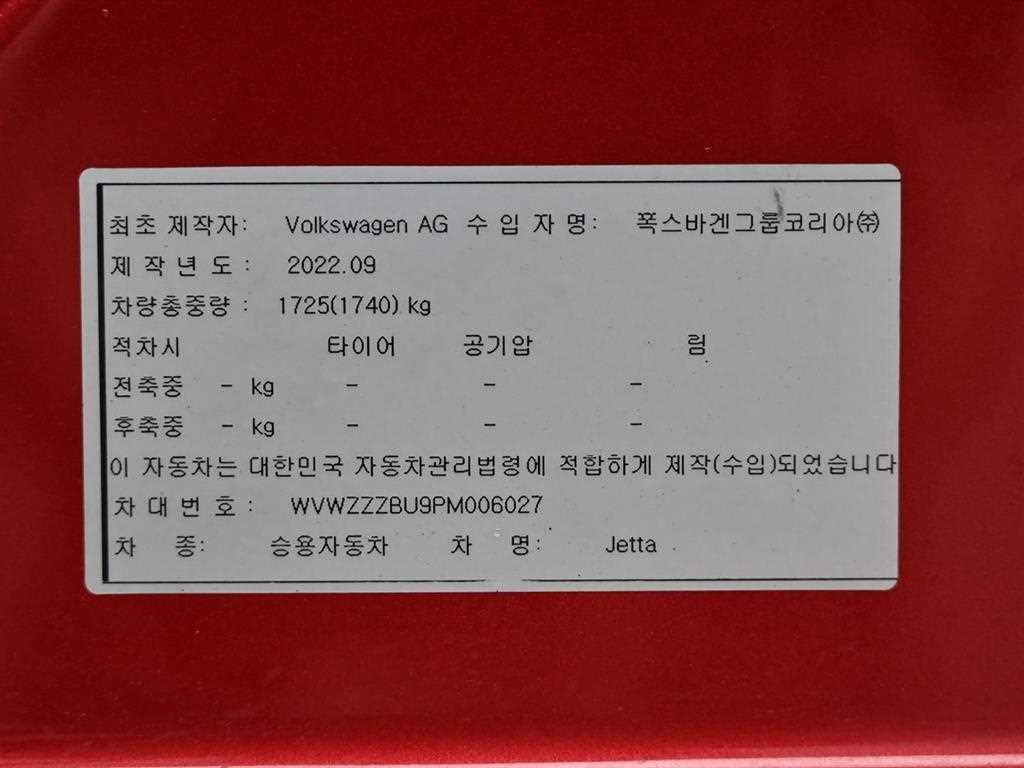 최초 제작자: Volkswagen AG 수 입 자 명: 폭스바겐그룹코리아㈜
제 작 년 도 : 2022.09
차량총중량 : 1725(1740) kg
적차시 타이어 공기압 림
전축중 - kg - - -
후축중 - kg - - -
이 자동차는 대한민국 자동차관리법령에 적합하게 제작(수입)되었습니다
차 대 번 호 : WVWZZZBU9PM006027
차 종: 승용자동차 차 명: Jetta